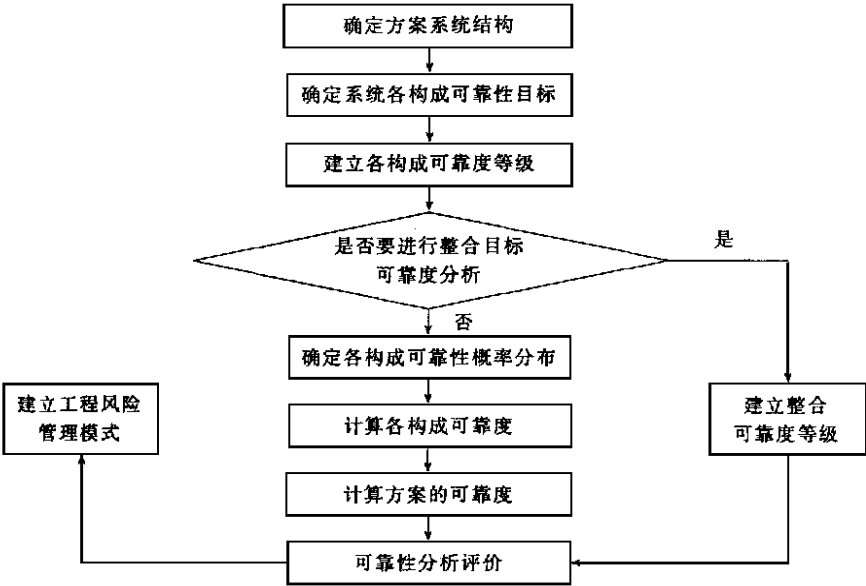 确定方案系统结构
确定系统各构成可靠性目标
建立各构成可靠度等级
是否要进行整合目标
可靠度分析
是
否
确定各构成可靠性概率分布
建立工程风险
管理模式
计算各构成可靠度
建立整合
可靠度等级
计算方案的可靠度
可靠性分析评价